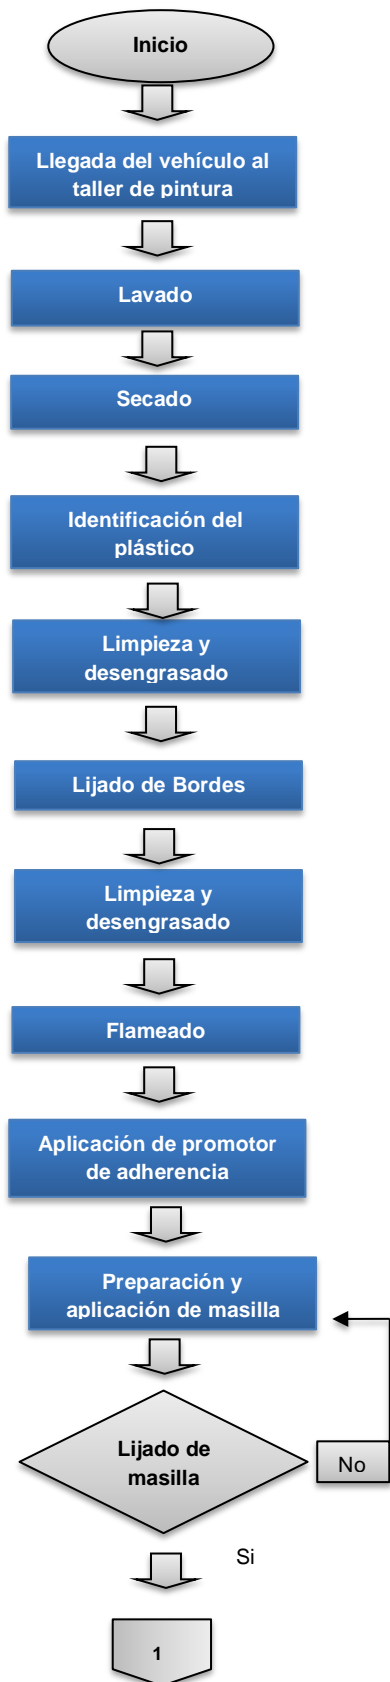 Inicio
Llegada del vehículo al
taller de pintura
Lavado
Secado
Identificación del
plástico
Limpieza y
desengrasado
Lijado de Bordes
Limpieza y
desengrasado
Flameado
Aplicación de promotor
de adherencia
Preparación y
aplicación de masilla
Lijado de
masilla
No
Si
1